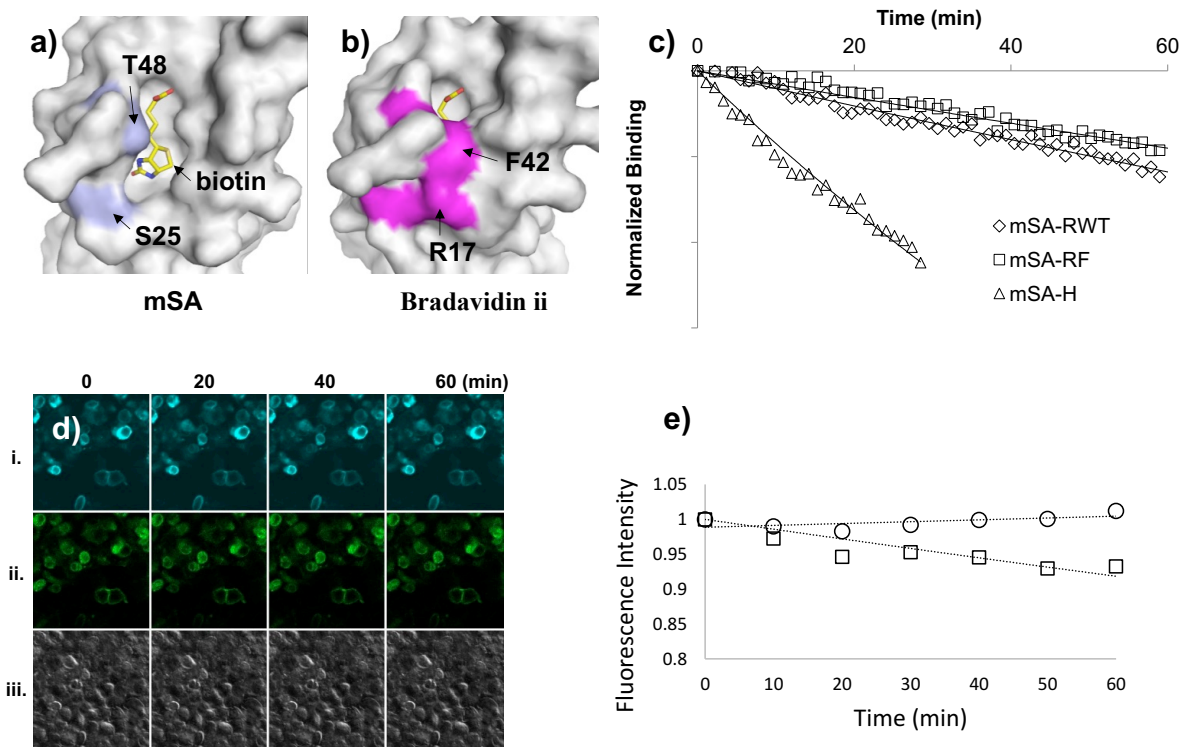 a)
T48
biotin
S25
mSA
b)
F42
R17
Bradavidin ii
c)
Time (min)
0 20 40 60
Normalized Binding
mSA-RWT
mSA-RF
mSA-H
0 20 40 60 (min)
d)
i.
ii.
iii.
e)
Fluorescence Intensity
1.05
1
0.95
0.9
0.85
0.8
0 10 20 30 40 50 60
Time (min)